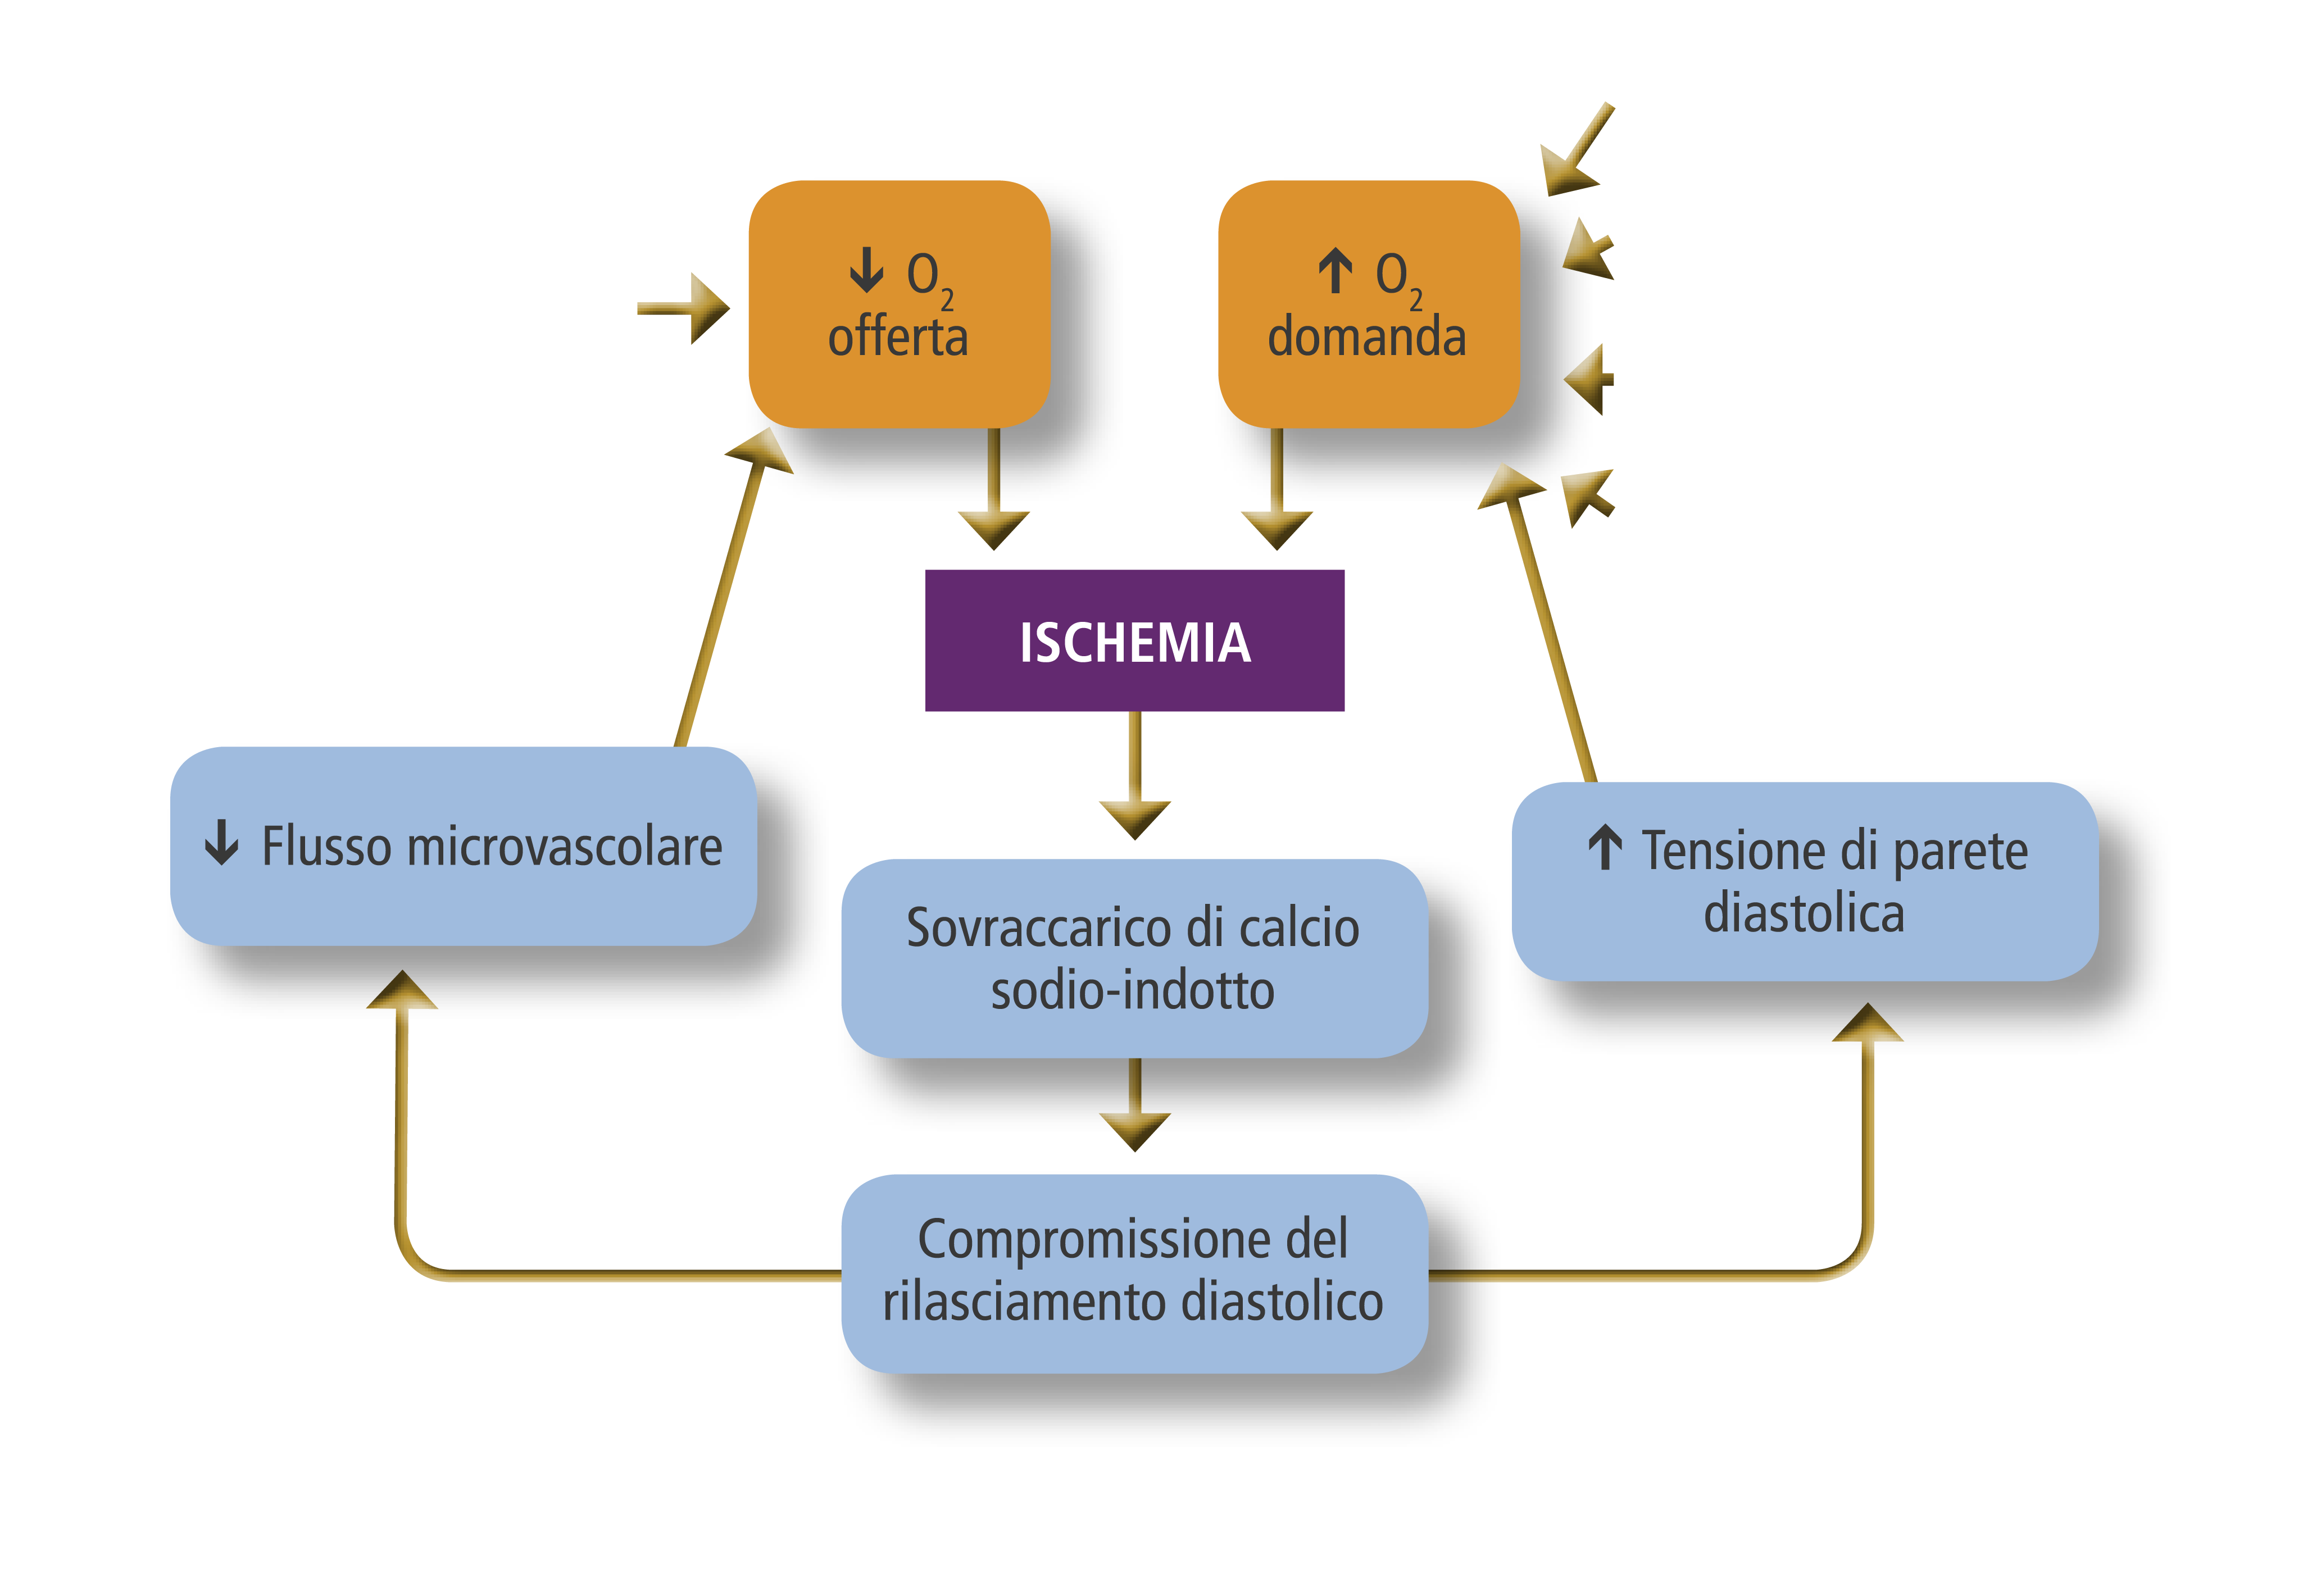 ↓ O₂
offerta
↑ O₂
domanda
ISCHEMIA
↓ Flusso microvascolare
↑ Tensione di parete
diastolica
Sovraccarico di calcio
sodio-indotto
Compromissione del
rilasciamento diastolico